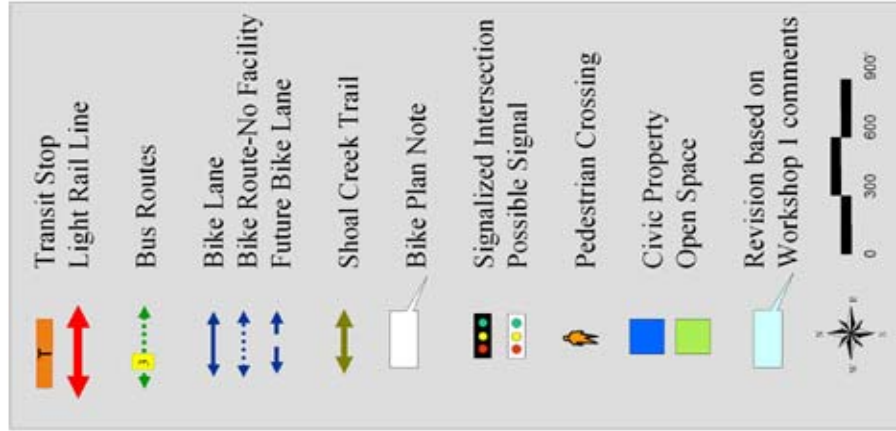 T
Transit Stop
Light Rail Line
3
Bus Routes
Bike Lane
Bike Route-No Facility
Future Bike Lane
Shoal Creek Trail
Bike Plan Note
Signalized Intersection
Possible Signal
Pedestrian Crossing
Civic Property
Open Space
Revision based on
Workshop 1 comments
N
W
E
S
0 300 600 900'